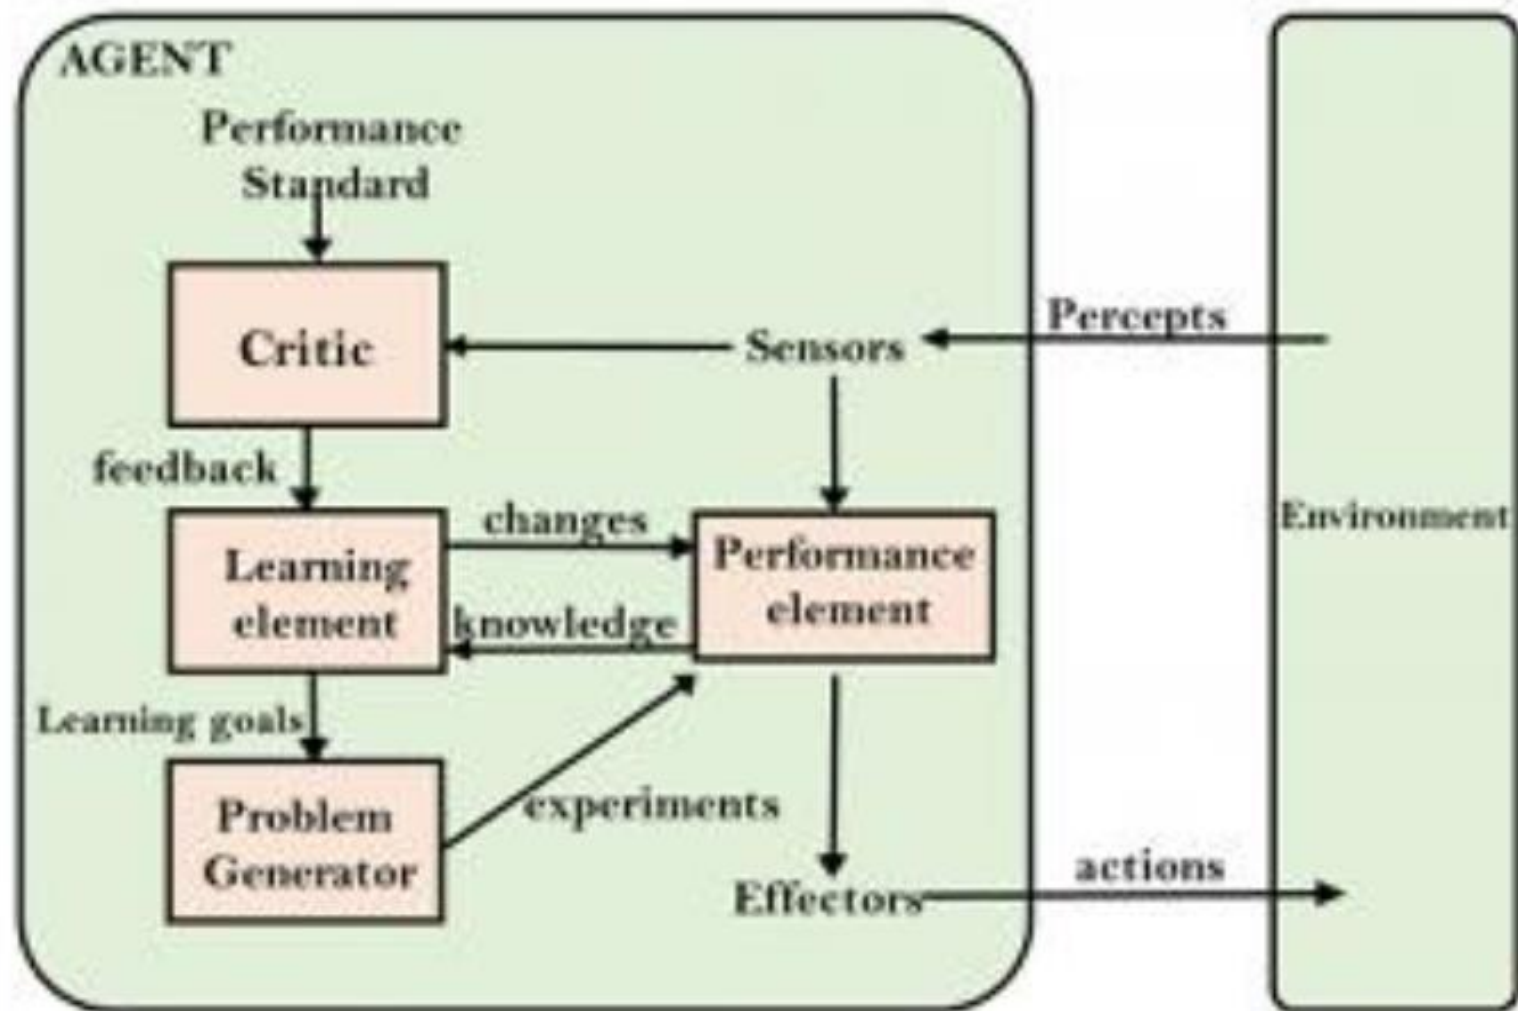 AGENT
Performance
Standard
Critic
Sensors
Percepts
feedback
changes
Learning
element
Performance
element
Environment
knowledge
Learning goals
experiments
Problem
Generator
Effectors
actions